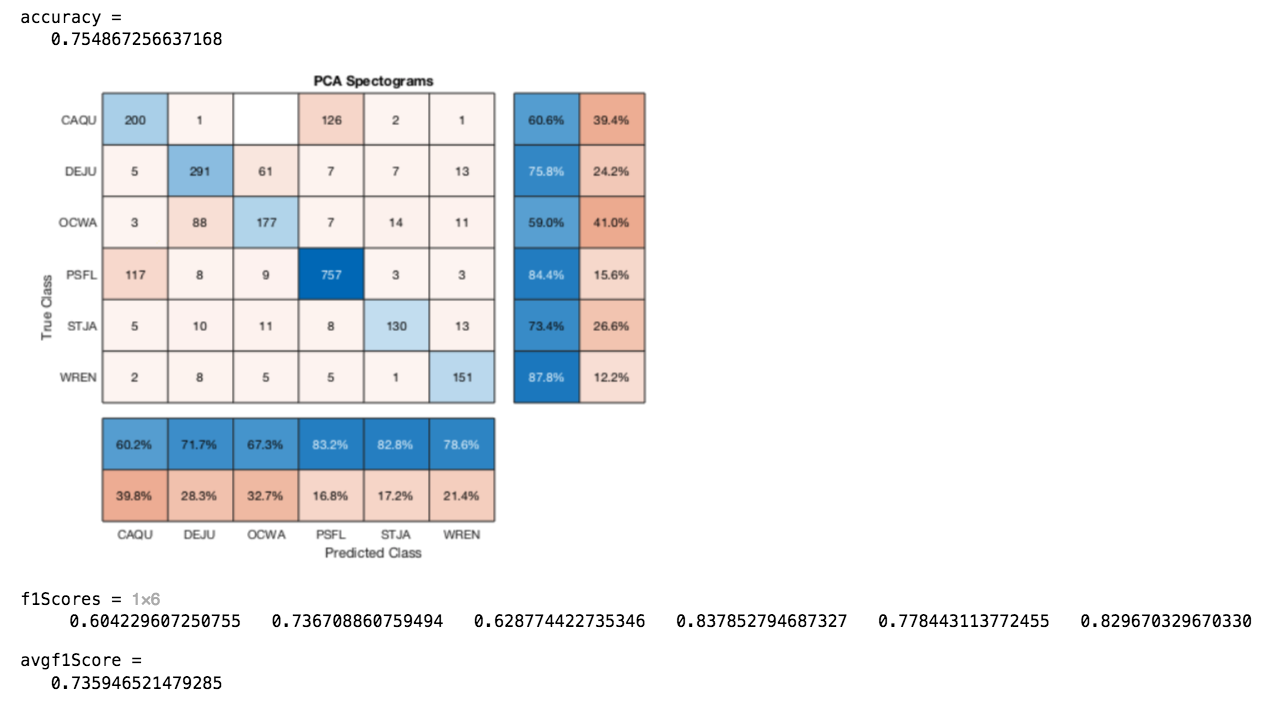 accuracy =
0.754867256637168
PCA Spectograms
CAQU 200 1 126 2 1 60.6% 39.4%
DEJU 5 291 61 7 7 13 75.8% 24.2%
OCWA 3 88 177 7 14 11 59.0% 41.0%
PSFL 117 8 9 757 3 3 84.4% 15.6%
STJA 5 10 11 8 130 13 73.4% 26.6%
WREN 2 8 5 5 1 151 87.8% 12.2%
True Class
60.2% 71.7% 67.3% 83.2% 82.8% 78.6%
39.8% 28.3% 32.7% 16.8% 17.2% 21.4%
CAQU DEJU OCWA PSFL STJA WREN
Predicted Class
f1Scores = 1×6
0.604229607250755 0.736708860759494 0.628774422735346 0.837852794687327 0.778443113772455 0.829670329670330
avgf1Score =
0.735946521479285